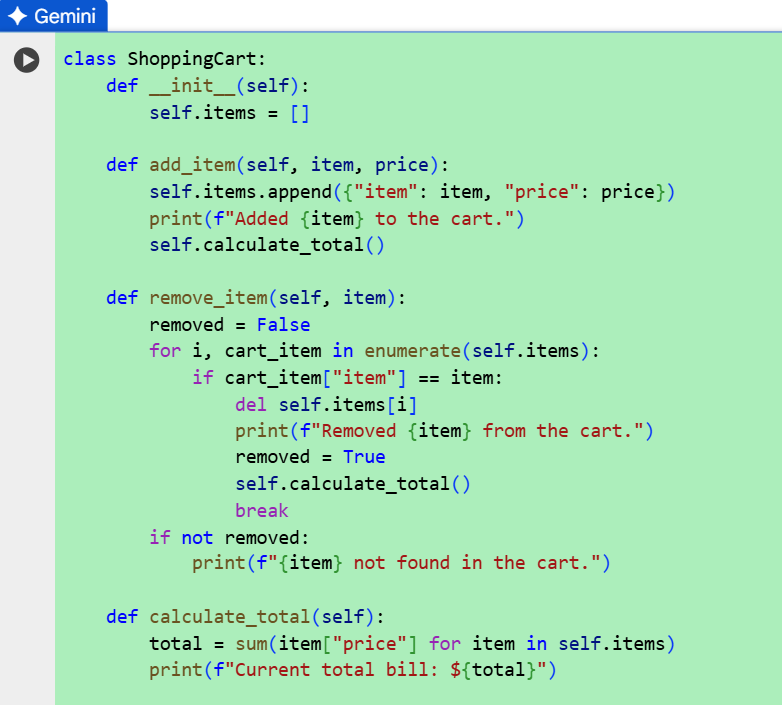 Gemini
class ShoppingCart:
    def __init__(self):
        self.items = []

    def add_item(self, item, price):
        self.items.append({"item": item, "price": price})
        print(f"Added {item} to the cart.")
        self.calculate_total()

    def remove_item(self, item):
        removed = False
        for i, cart_item in enumerate(self.items):
            if cart_item["item"] == item:
                del self.items[i]
                print(f"Removed {item} from the cart.")
                removed = True
                self.calculate_total()
                break
        if not removed:
            print(f"{item} not found in the cart.")

    def calculate_total(self):
        total = sum(item["price"] for item in self.items)
        print(f"Current total bill: ${total}")